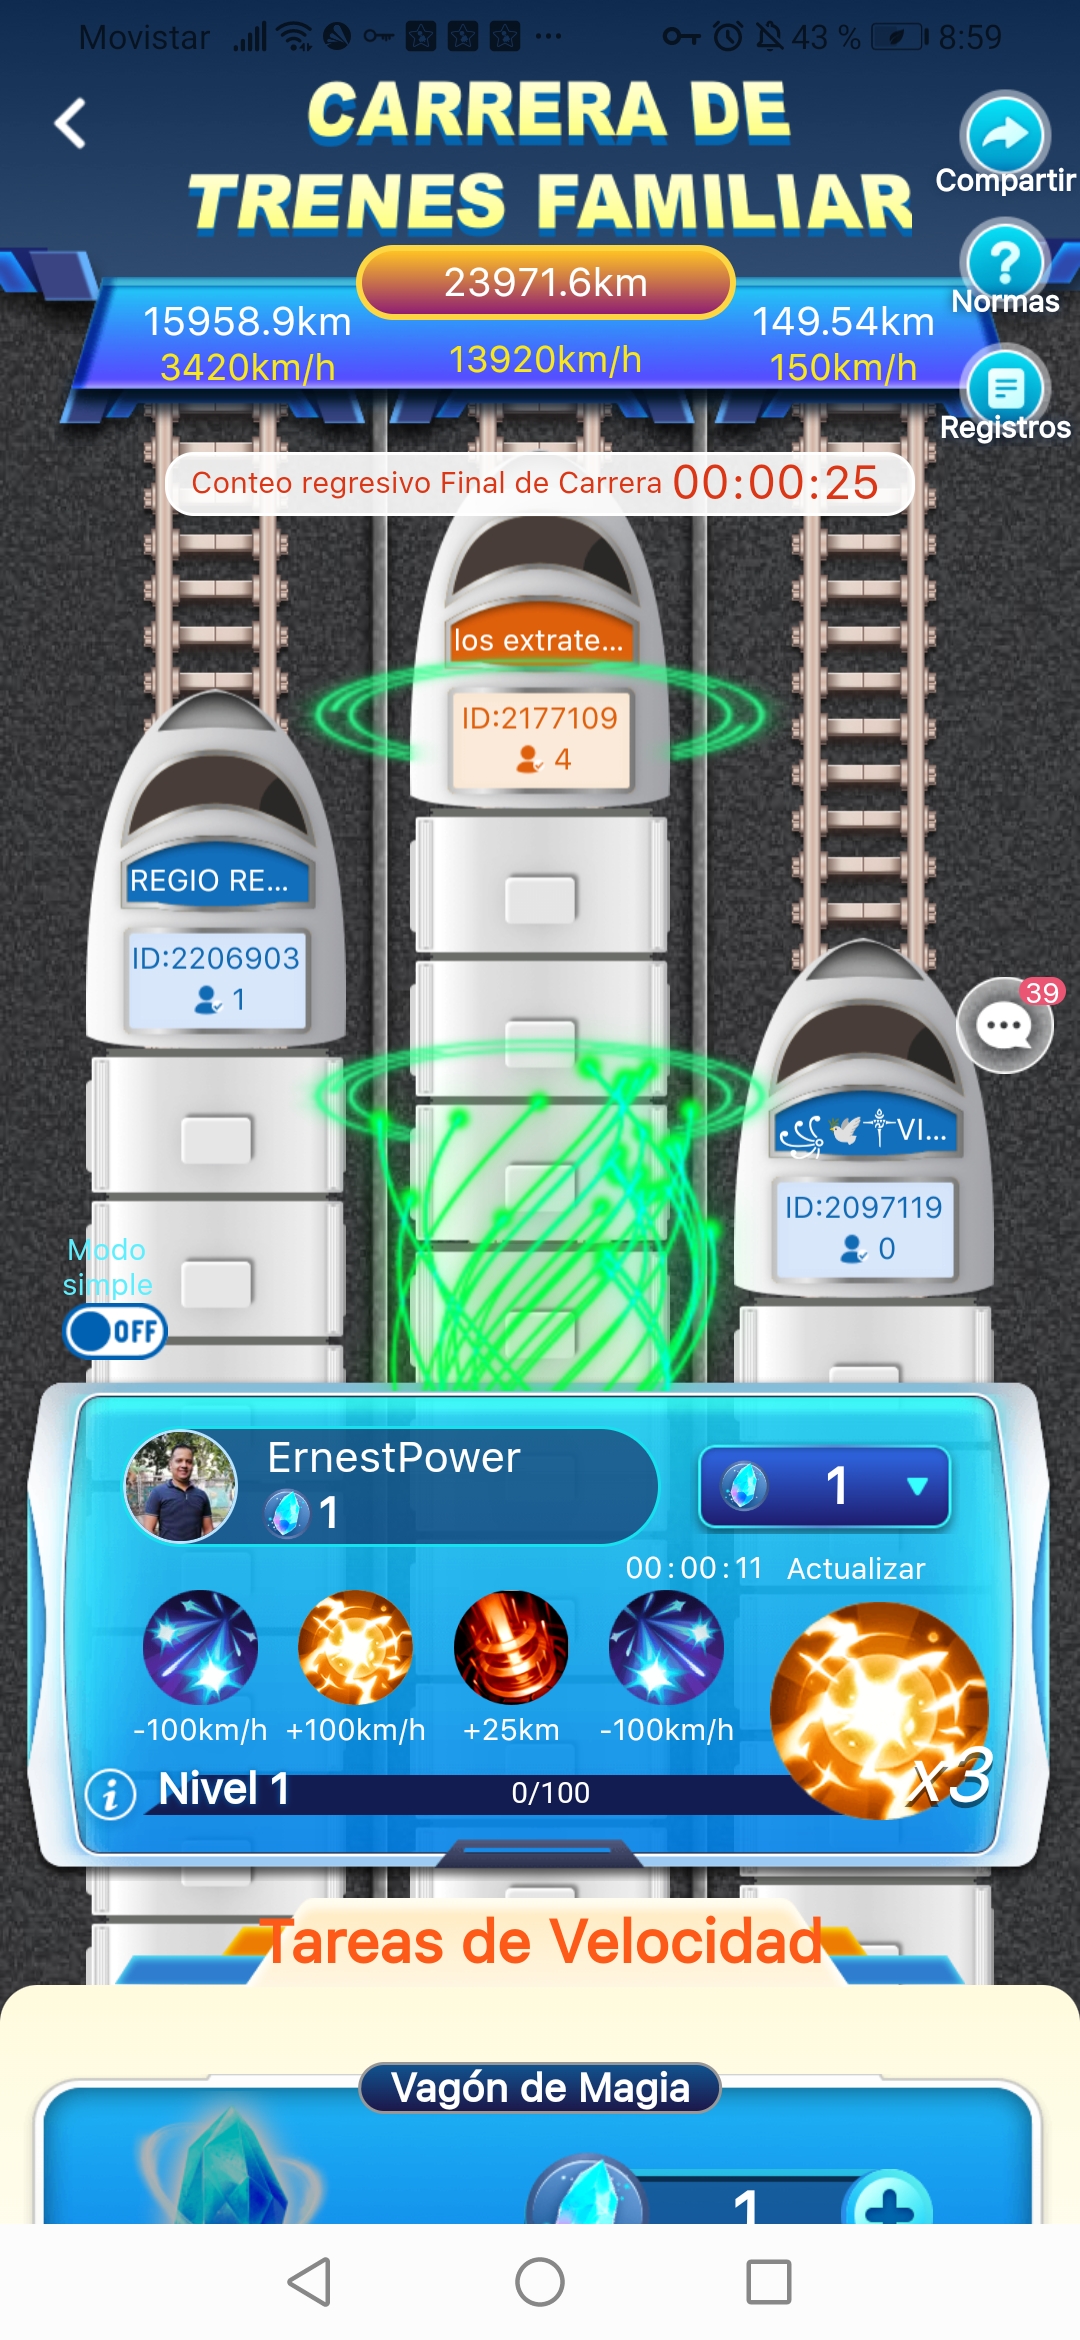 Movistar 43 % 8:59
CARRERA DE
TRENES FAMILIAR
Compartir
23971.6km
15958.9km
149.54km
Normas
3420km/h
13920km/h
150km/h
Registros
Conteo regresivo Final de Carrera 00:00:25
los extrate...
ID:2177109
4
REGIO RE...
ID:2206903
1
39
VI...
ID:2097119
0
Modo
simple
OFF
ErnestPower
1
1
00:00:11 Actualizar
-100km/h +100km/h +25km -100km/h
x3
Nivel 1 0/100
Tareas de Velocidad
Vagón de Magia
1